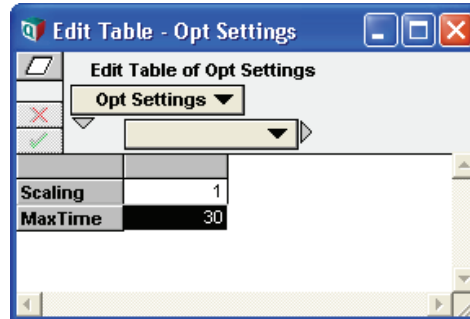 Edit Table - Opt Settings
Edit Table of Opt Settings
Opt Settings
Scaling 1
MaxTime 30